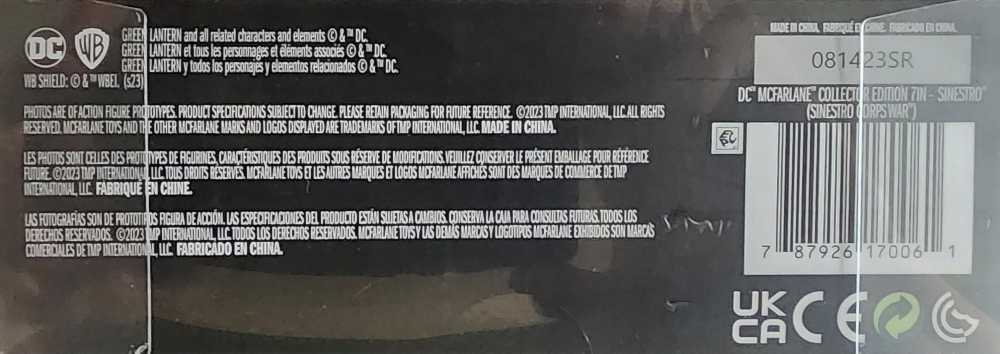 DC
WB
GREEN LANTERN and all related characters and elements © & ™ DC.
GREEN LANTERN et tous les personnages et éléments associés © & ™ DC.
GREEN LANTERN y todos los personajes y elementos relacionados © & ™ DC.
WB SHIELD: © & ™ WBEI. (s23)
PHOTOS ARE OF ACTION FIGURE PROTOTYPES. PRODUCT SPECIFICATIONS SUBJECT TO CHANGE. PLEASE RETAIN PACKAGING FOR FUTURE REFERENCE. ©2023 TMP INTERNATIONAL, LLC. ALL RIGHTS
RESERVED. MCFARLANE TOYS AND THE OTHER MCFARLANE MARKS AND LOGOS DISPLAYED ARE TRADEMARKS OF TMP INTERNATIONAL, LLC. MADE IN CHINA.
LES PHOTOS SONT CELLES DES PROTOTYPES DE FIGURINES. CARACTÉRISTIQUES DES PRODUITS SOUS RÉSERVE DE MODIFICATIONS. VEUILLEZ CONSERVER LE PRÉSENT EMBALLAGE POUR RÉFÉRENCE
FUTURE. ©2023 TMP INTERNATIONAL, LLC. TOUS DROITS RÉSERVÉS. MCFARLANE TOYS ET LES AUTRES MARQUES ET LOGOS MCFARLANE AFFICHÉS SONT DES MARQUES DE COMMERCE DE TMP
INTERNATIONAL, LLC. FABRIQUÉ EN CHINE.
LAS FOTOGRAFÍAS SON DE PROTOTIPOS FIGURA DE ACCIÓN. LAS ESPECIFICACIONES DEL PRODUCTO ESTÁN SUJETAS A CAMBIOS. CONSERVA LA CAJA PARA CONSULTAS FUTURAS. TODOS LOS
DERECHOS RESERVADOS. ©2023 TMP INTERNATIONAL, LLC. TODOS LOS DERECHOS RESERVADOS. MCFARLANE TOYS Y LAS DEMÁS MARCAS Y LOGOTIPOS MCFARLANE EXHIBIDOS SON MARCAS
COMERCIALES DE TMP INTERNATIONAL, LLC. FABRICADO EN CHINA.
MADE IN CHINA. FABRIQUÉ EN CHINE. FABRICADO EN CHINA.
081423SR
DC™ MCFARLANE™ COLLECTOR EDITION 7IN - SINESTRO™
(SINESTRO CORPS WAR™)
7 87926 17006 1
UK
CA CE